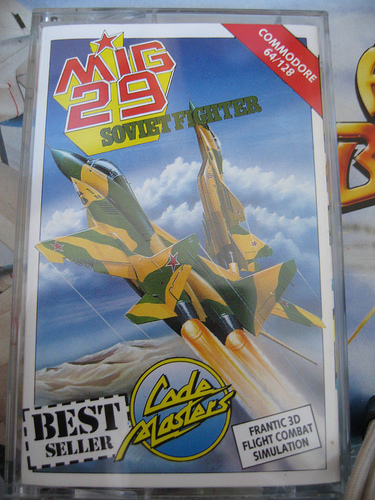 MiG
29
SOVIET FIGHTER
COMMODORE
64/128
BEST
SELLER
Code
Masters
FRANTIC 3D
FLIGHT COMBAT
SIMULATION